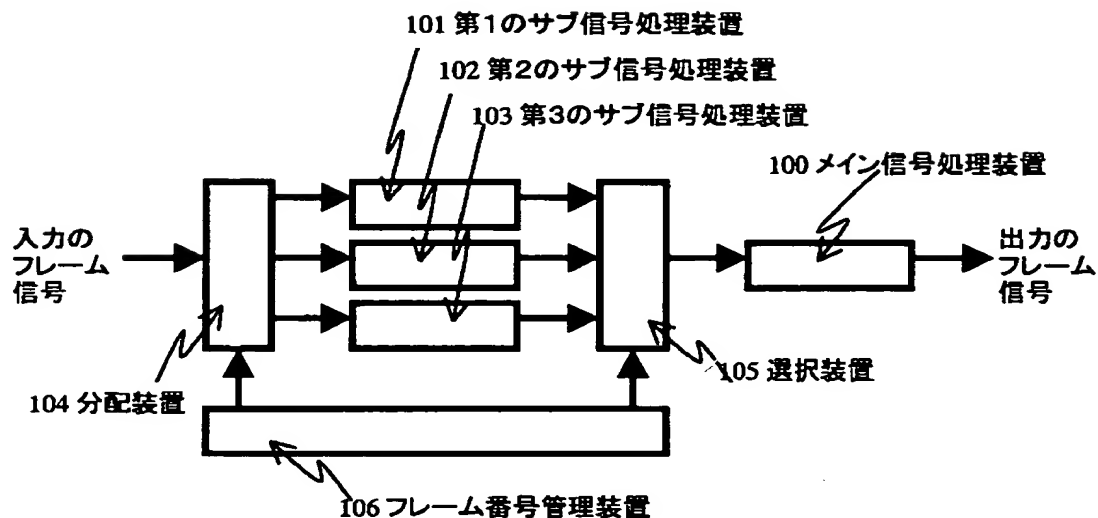 101 第1のサブ信号処理装置
102 第2のサブ信号処理装置
103 第3のサブ信号処理装置
100 メイン信号処理装置
入力の
フレーム
信号
出力の
フレーム
信号
105 選択装置
104 分配装置
106 フレーム番号管理装置